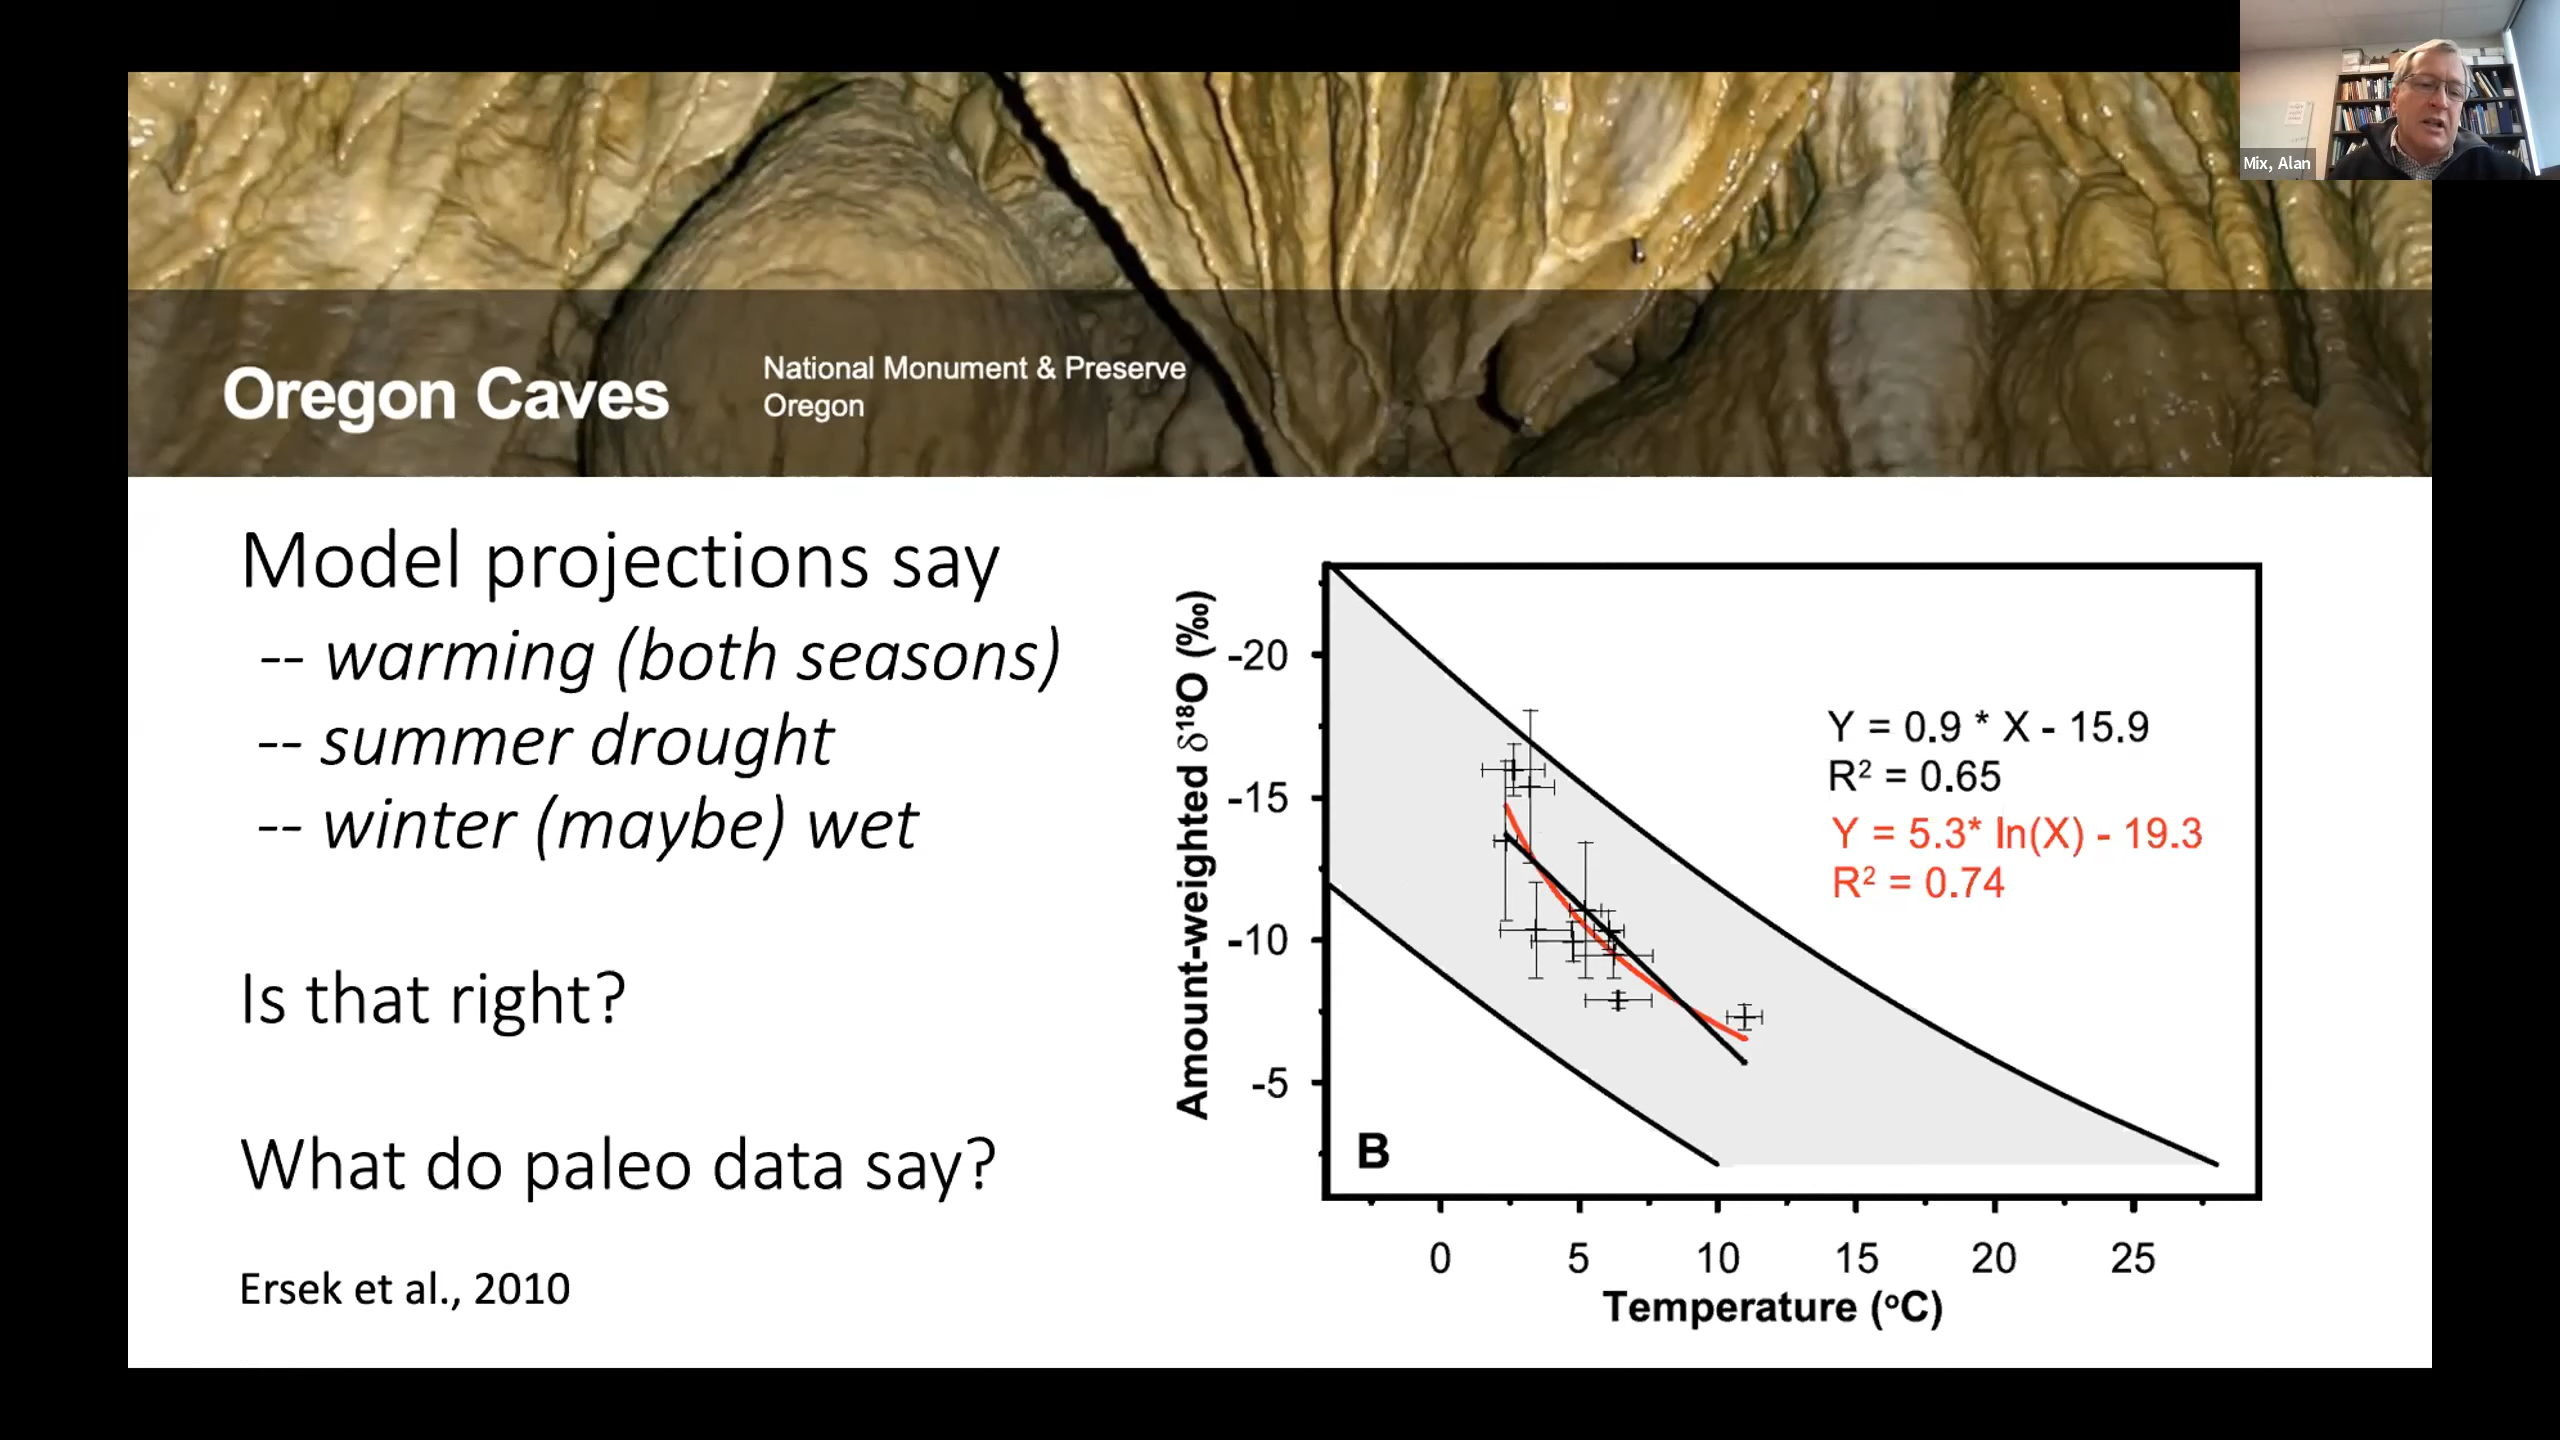 Mix, Alan
Oregon Caves
National Monument & Preserve
Oregon
Model projections say
-- warming (both seasons)
-- summer drought
-- winter (maybe) wet
Is that right?
What do paleo data say?
Ersek et al., 2010
Amount-weighted δ¹⁸O (‰)
-20
-15
-10
-5
Y = 0.9 * X - 15.9
R² = 0.65
Y = 5.3* ln(X) - 19.3
R² = 0.74
B
0 5 10 15 20 25
Temperature (°C)